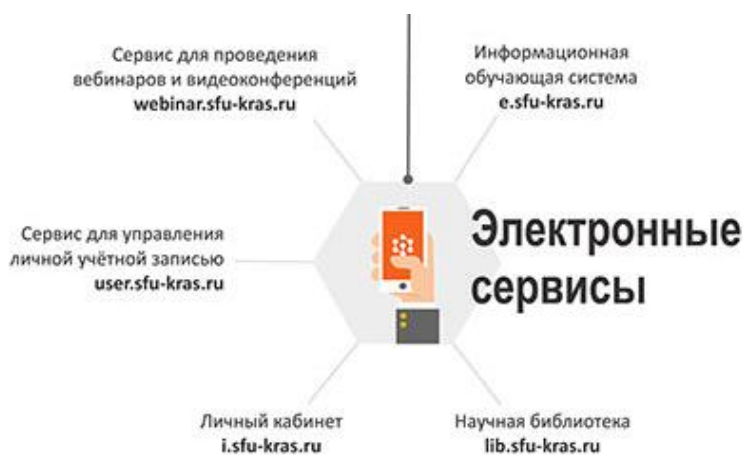 Сервис для проведения
вебинаров и видеоконференций
webinar.sfu-kras.ru
Информационная
обучающая система
e.sfu-kras.ru
Сервис для управления
личной учётной записью
user.sfu-kras.ru
Электронные
сервисы
Личный кабинет
i.sfu-kras.ru
Научная библиотека
lib.sfu-kras.ru